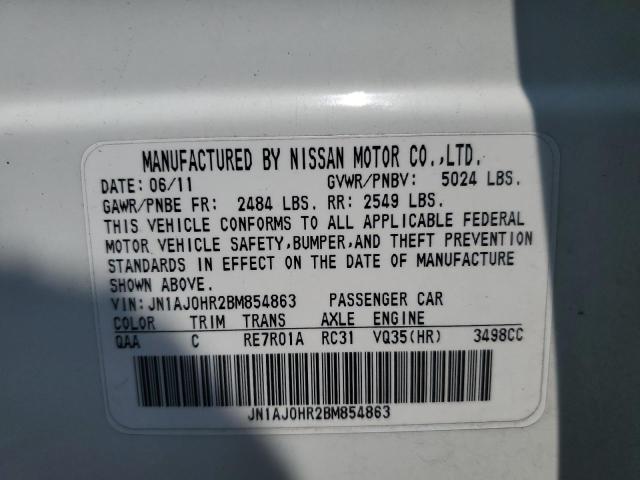 MANUFACTURED BY NISSAN MOTOR CO.,LTD.
DATE: 06/11 GVWR/PNBV: 5024 LBS.
GAWR/PNBE FR: 2484 LBS. RR: 2549 LBS.
THIS VEHICLE CONFORMS TO ALL APPLICABLE FEDERAL
MOTOR VEHICLE SAFETY,BUMPER,AND THEFT PREVENTION
STANDARDS IN EFFECT ON THE DATE OF MANUFACTURE
SHOWN ABOVE.
VIN: JN1AJ0HR2BM854863 PASSENGER CAR
COLOR TRIM TRANS AXLE ENGINE
QAA C RE7R01A RC31 VQ35(HR) 3498CC
JN1AJ0HR2BM854863